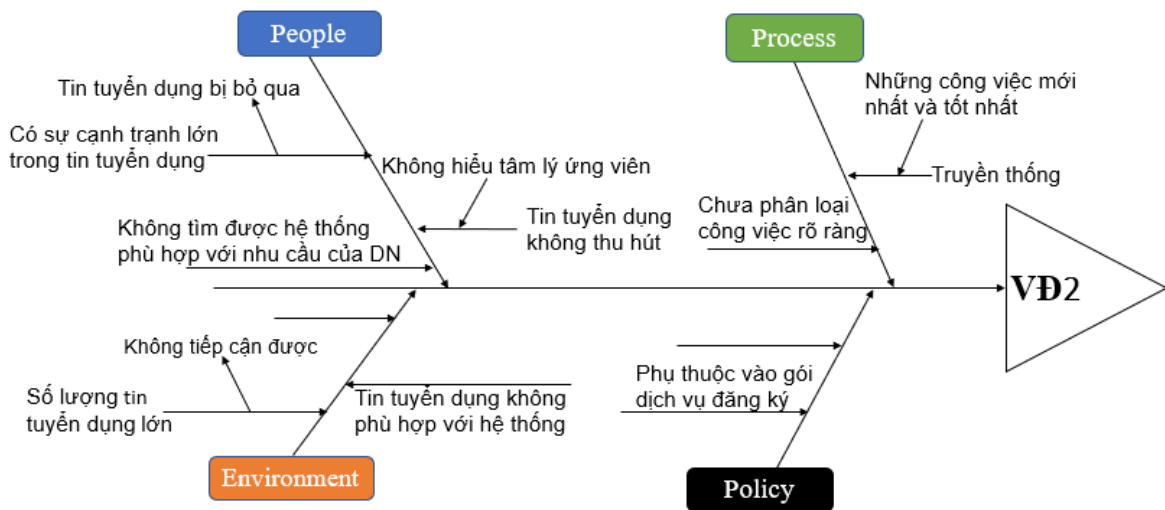 People
Process
Tin tuyển dụng bị bỏ qua
Có sự cạnh trạnh lớn
trong tin tuyển dụng
Không hiểu tâm lý ứng viên
Tin tuyển dụng
không thu hút
Không tìm được hệ thống
phù hợp với nhu cầu của DN
Những công việc mới
nhất và tốt nhất
Truyền thống
Chưa phân loại
công việc rõ ràng
VĐ2
Không tiếp cận được
Số lượng tin
tuyển dụng lớn
Tin tuyển dụng không
phù hợp với hệ thống
Phụ thuộc vào gói
dịch vụ đăng ký
Environment
Policy